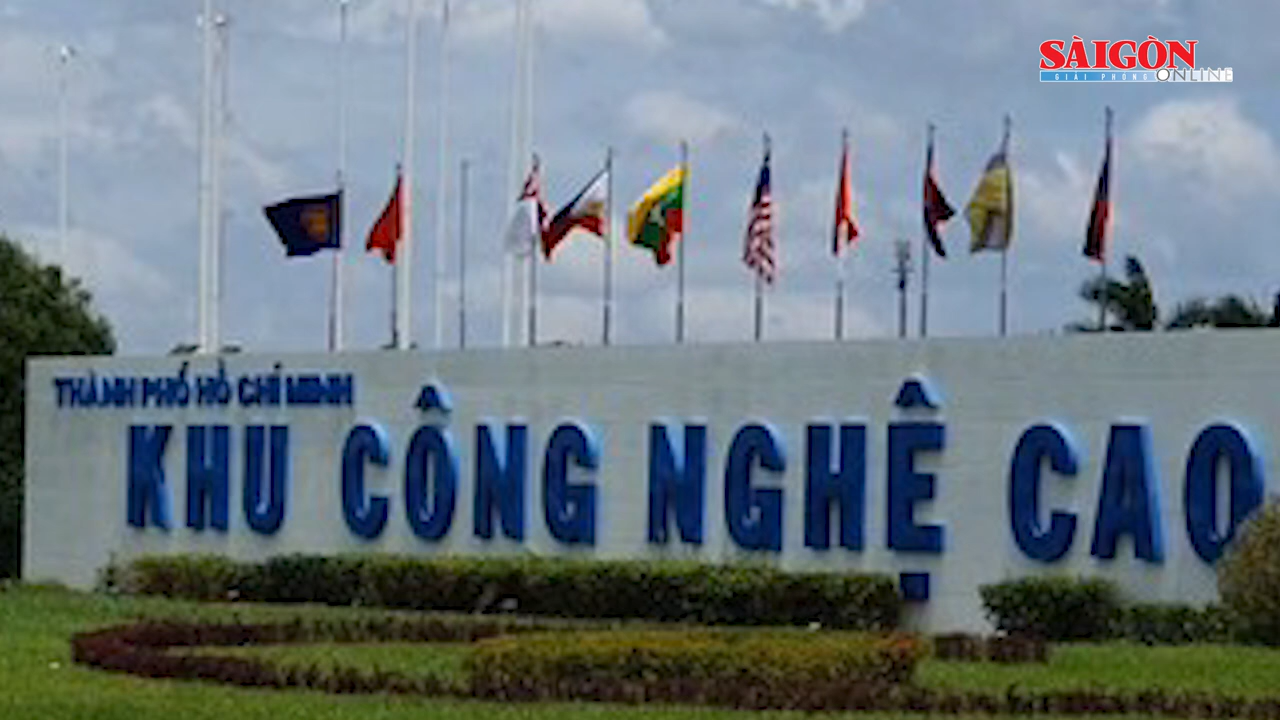 SÀIGÒN
GIẢI PHÓNG ONLINE
THÀNH PHỐ HỒ CHÍ MINH
KHU CÔNG NGHỆ CAO